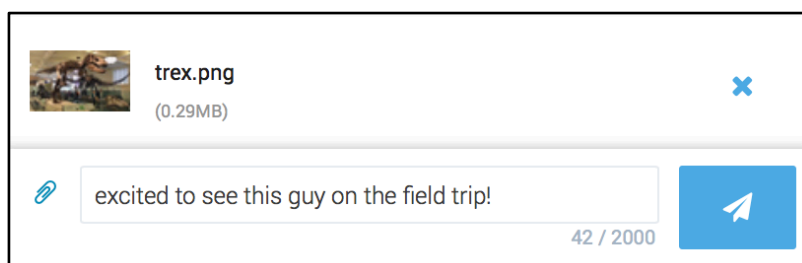 trex.png
(0.29MB)
excited to see this guy on the field trip!
42 / 2000